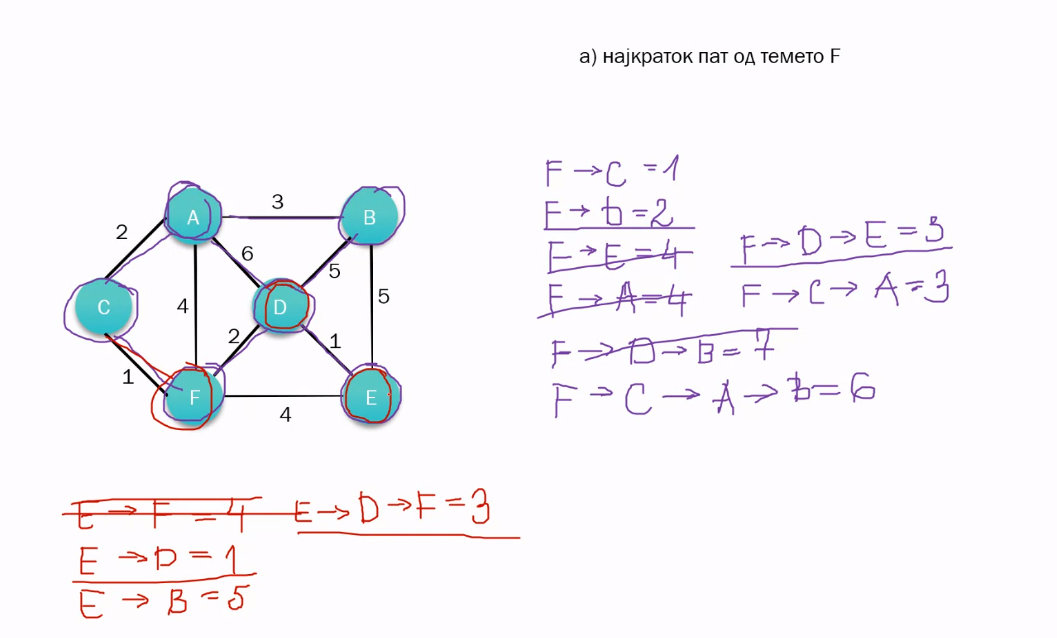 а) најкраток пат од темето F
F → C = 1
F → D = 2
F → E = 4
F → A = 4
F → D → E = 3
F → C → A = 3
F → D → B = 7
F → C → A → B = 6
A
3
B
2
6
5
C
4
D
5
2
1
1
F
4
E
E → F = 4
E → D → F = 3
E → D = 1
E → B = 5